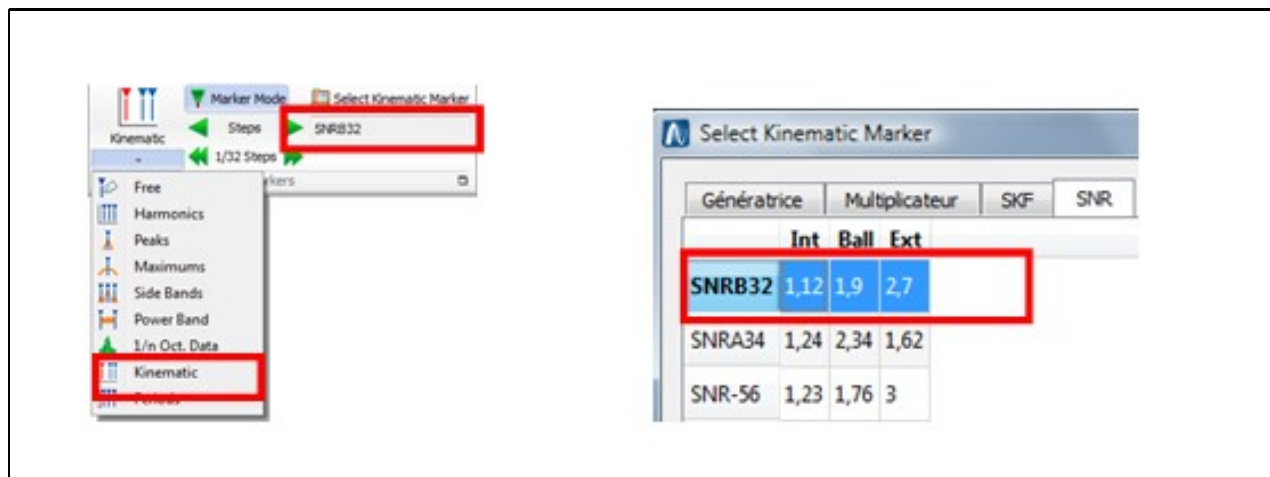 Marker Mode Select Kinematic Marker
Kinematic Steps SNRB32
1/32 Steps
kers
Free
Harmonics
Peaks
Maximums
Side Bands
Power Band
1/n Oct. Data
Kinematic
Periods
Select Kinematic Marker
Génératrice Multiplicateur SKF SNR
Int Ball Ext
SNRB32 1,12 1,9 2,7
SNRA34 1,24 2,34 1,62
SNR-56 1,23 1,76 3